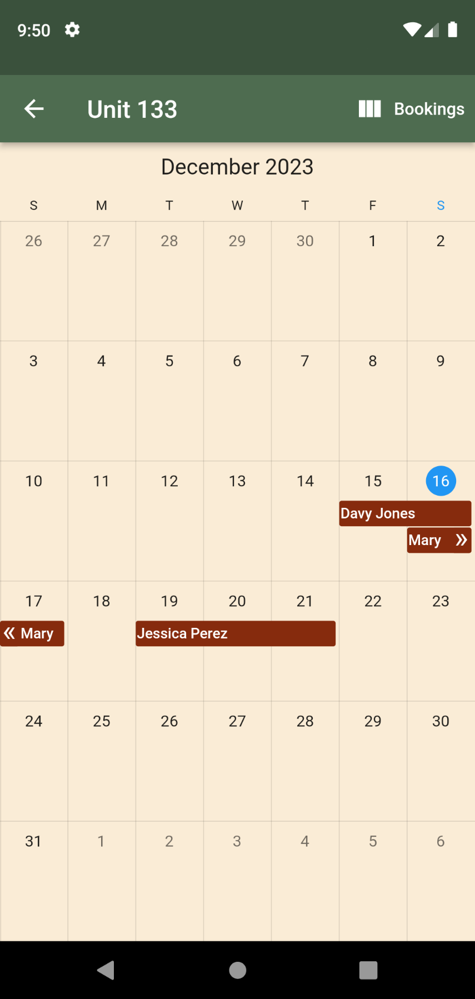 9:50
Unit 133 Bookings
December 2023
S M T W T F S
26 27 28 29 30 1 2
3 4 5 6 7 8 9
10 11 12 13 14 15 16
Davy Jones
Mary »
17 18 19 20 21 22 23
« Mary Jessica Perez
24 25 26 27 28 29 30
31 1 2 3 4 5 6